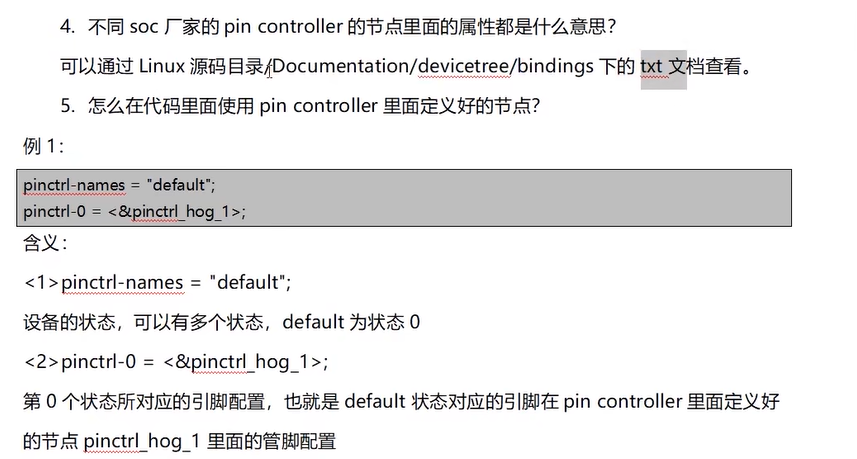 4. 不同 soc 厂家的 pin controller 的节点里面的属性都是什么意思？
可以通过 Linux 源码目录/Documentation/devicetree/bindings 下的 txt 文档查看。
5. 怎么在代码里面使用 pin controller 里面定义好的节点？
例 1：
pinctrl-names = "default";
pinctrl-0 = <&pinctrl_hog_1>;
含义：
<1>pinctrl-names = "default";
设备的状态，可以有多个状态，default 为状态 0
<2>pinctrl-0 = <&pinctrl_hog_1>;
第 0 个状态所对应的引脚配置，也就是 default 状态对应的引脚在 pin controller 里面定义好
的节点 pinctrl_hog_1 里面的管脚配置